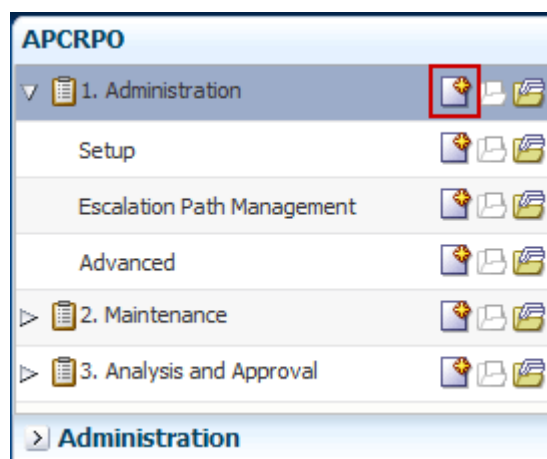 APCRPO
1. Administration
Setup
Escalation Path Management
Advanced
2. Maintenance
3. Analysis and Approval
Administration